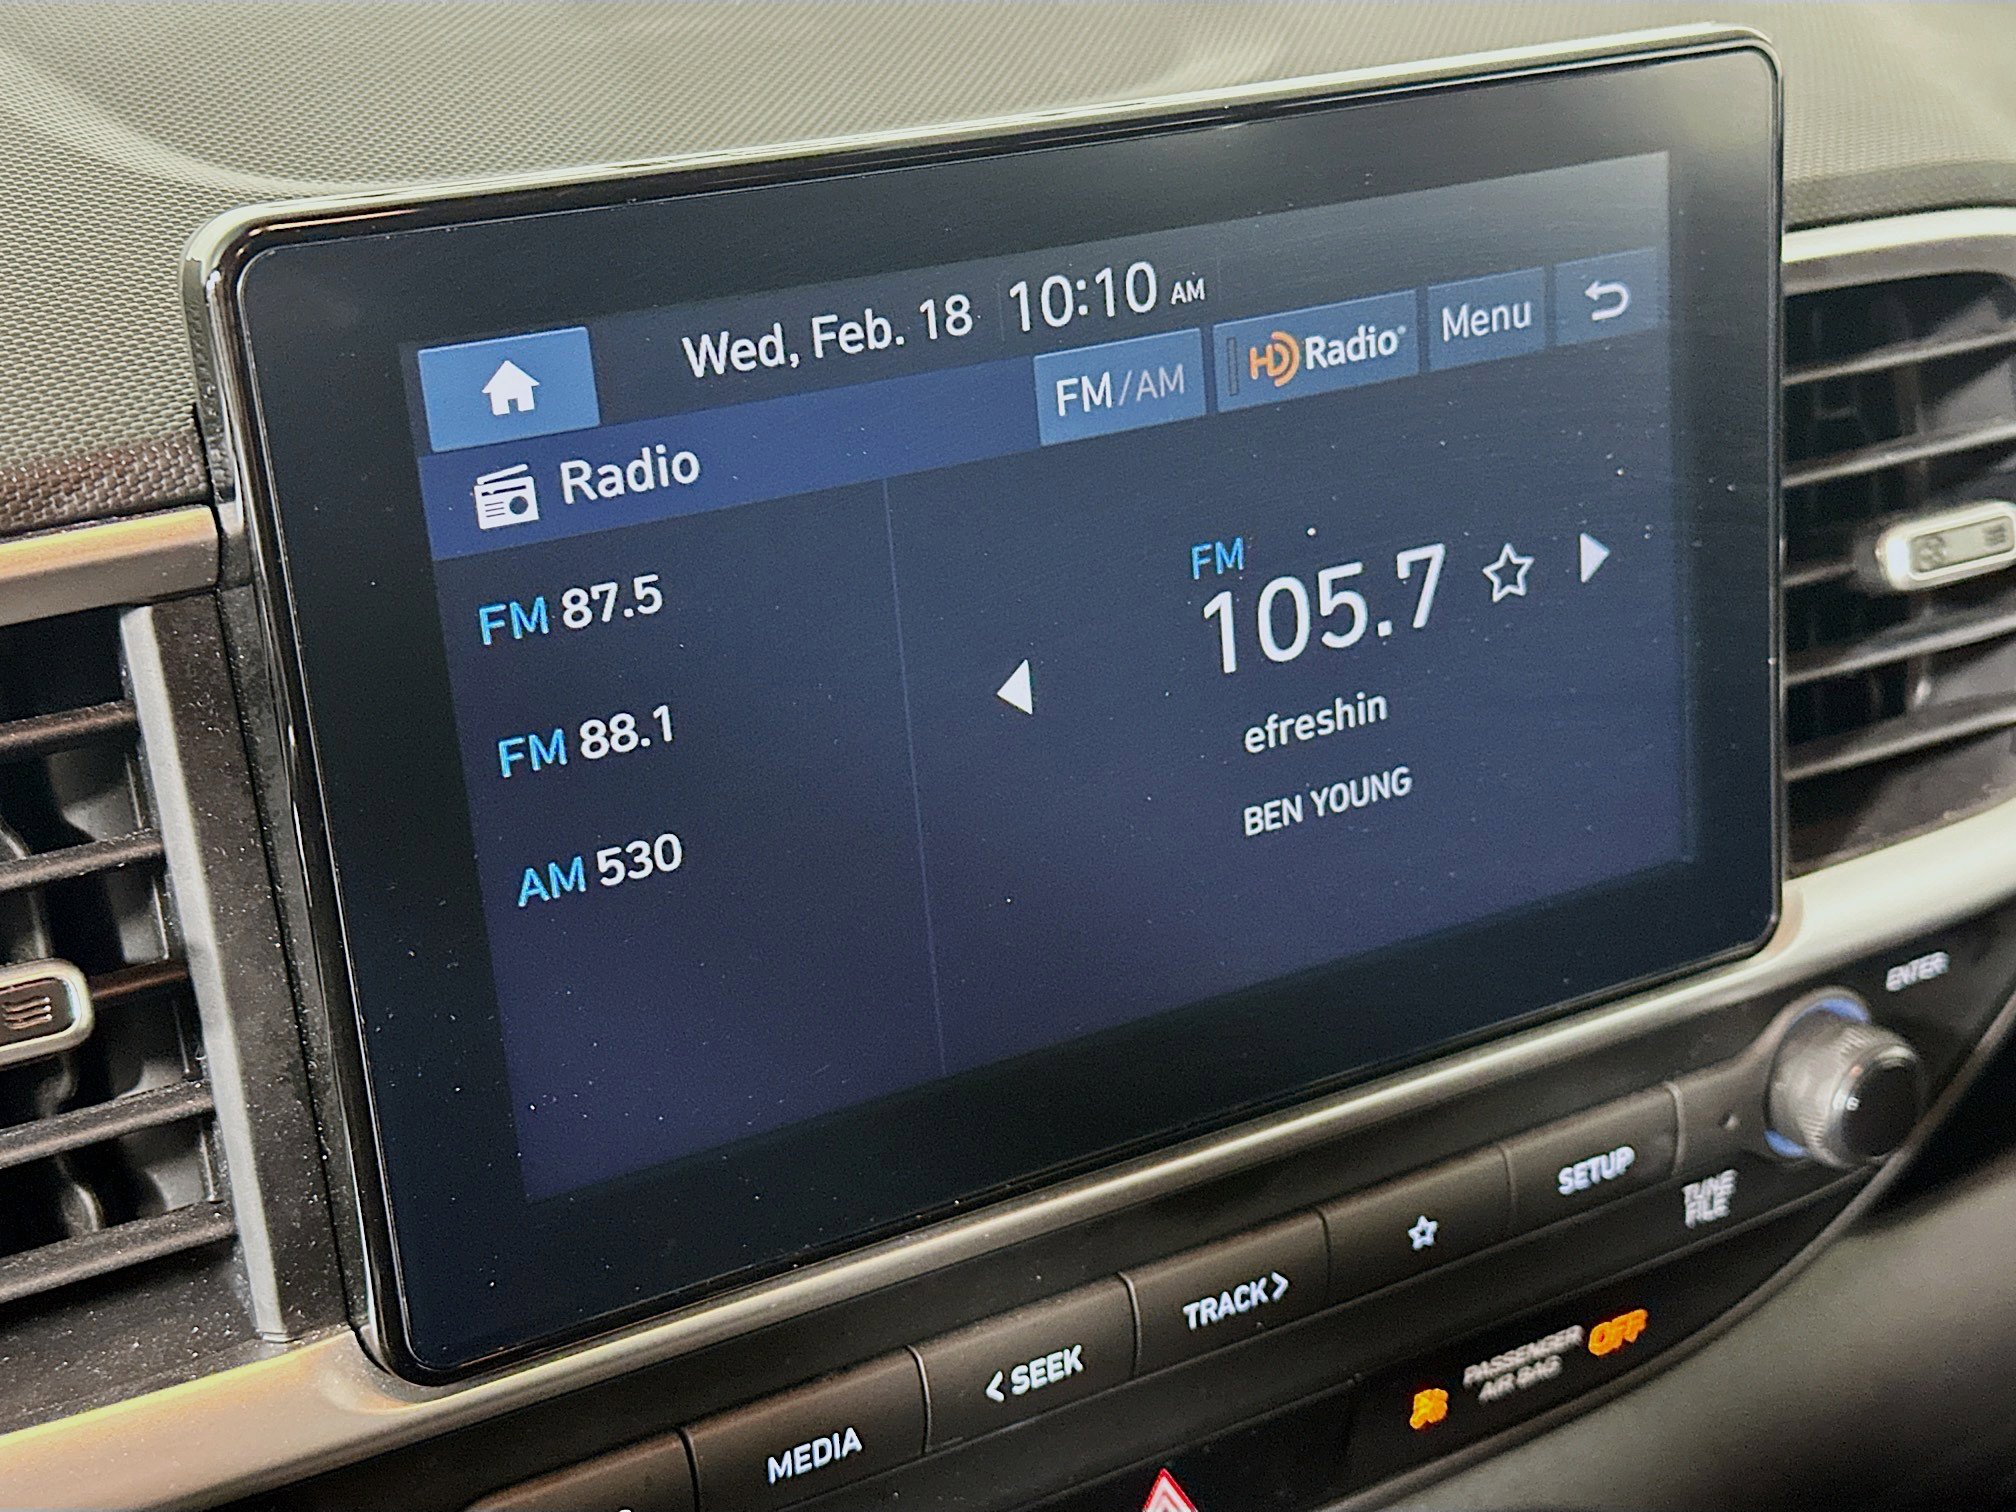 Wed, Feb. 18 10:10 AM
FM/AM HD Radio® Menu
Radio
FM 87.5
FM 88.1
AM 530
FM
105.7
efreshin
BEN YOUNG
ENTER
TUNE
FILE
SETUP
TRACK >
< SEEK
MEDIA
PASSENGER
AIR BAG
OFF